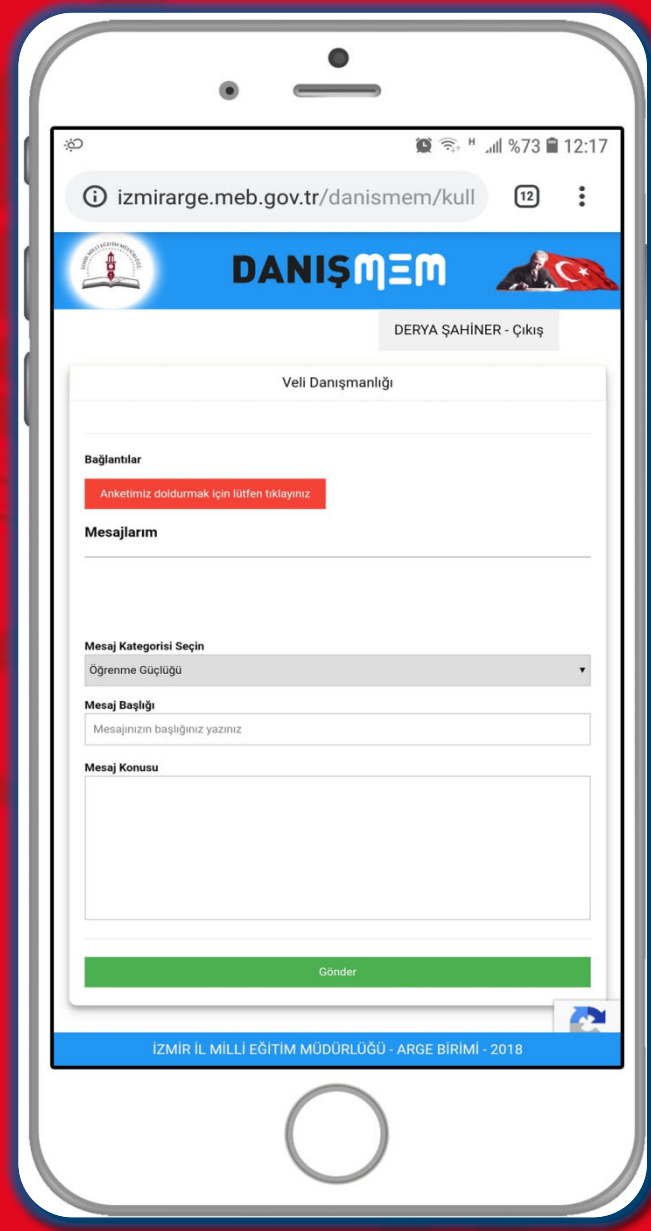 %73 12:17
izmirarge.meb.gov.tr/danismem/kull 12
DANIŞMEM
DERYA ŞAHİNER - Çıkış
Veli Danışmanlığı
Bağlantılar
Anketimiz doldurmak için lütfen tıklayınız
Mesajlarım
Mesaj Kategorisi Seçin
Öğrenme Güçlüğü
Mesaj Başlığı
Mesajınızın başlığınız yazınız
Mesaj Konusu
Gönder
İZMİR İL MİLLİ EĞİTİM MÜDÜRLÜĞÜ - ARGE BİRİMİ - 2018